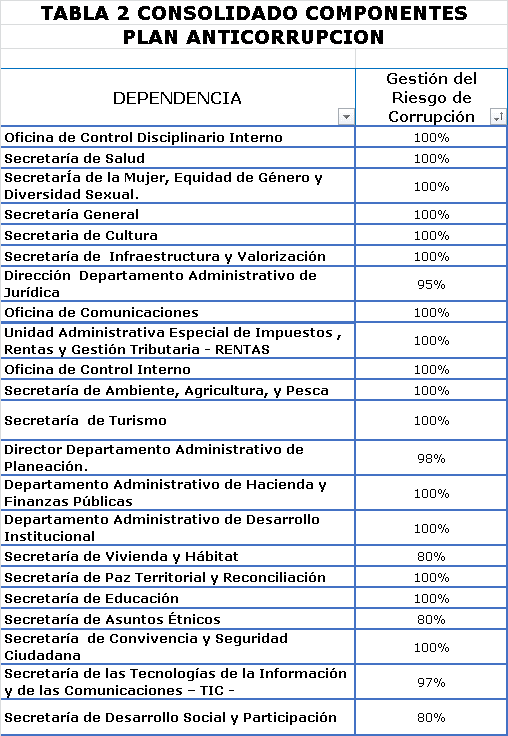 TABLA 2 CONSOLIDADO COMPONENTES
PLAN ANTICORRUPCION
DEPENDENCIA
Gestión del
Riesgo de
Corrupción
Oficina de Control Disciplinario Interno 100%
Secretaría de Salud 100%
SecretarÍa de la Mujer, Equidad de Género y
Diversidad Sexual. 100%
Secretaría General 100%
Secretaria de Cultura 100%
Secretaría de  Infraestructura y Valorización 100%
Dirección  Departamento Administrativo de
Jurídica 95%
Oficina de Comunicaciones 100%
Unidad Administrativa Especial de Impuestos ,
Rentas y Gestión Tributaria - RENTAS 100%
Oficina de Control Interno 100%
Secretaría de Ambiente, Agricultura, y Pesca 100%
Secretaría  de Turismo 100%
Director Departamento Administrativo de
Planeación. 98%
Departamento Administrativo de Hacienda y
Finanzas Públicas 100%
Departamento Administrativo de Desarrollo
Institucional 100%
Secretaría de Vivienda y Hábitat 80%
Secretaría de Paz Territorial y Reconciliación 100%
Secretaría de Educación 100%
Secretaría de Asuntos Étnicos 80%
Secretaría  de Convivencia y Seguridad
Ciudadana 100%
Secretaría de las Tecnologías de la Información
y de las Comunicaciones – TIC - 97%
Secretaría de Desarrollo Social y Participación 80%